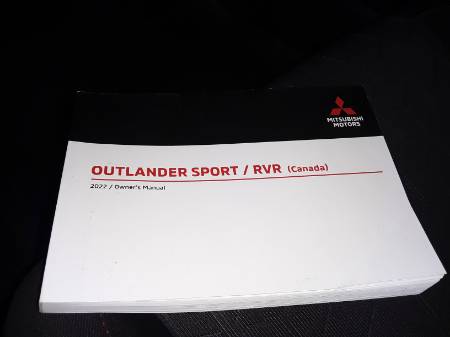 MITSUBISHI
MOTORS
OUTLANDER SPORT / RVR (Canada)
2022 / Owner's Manual